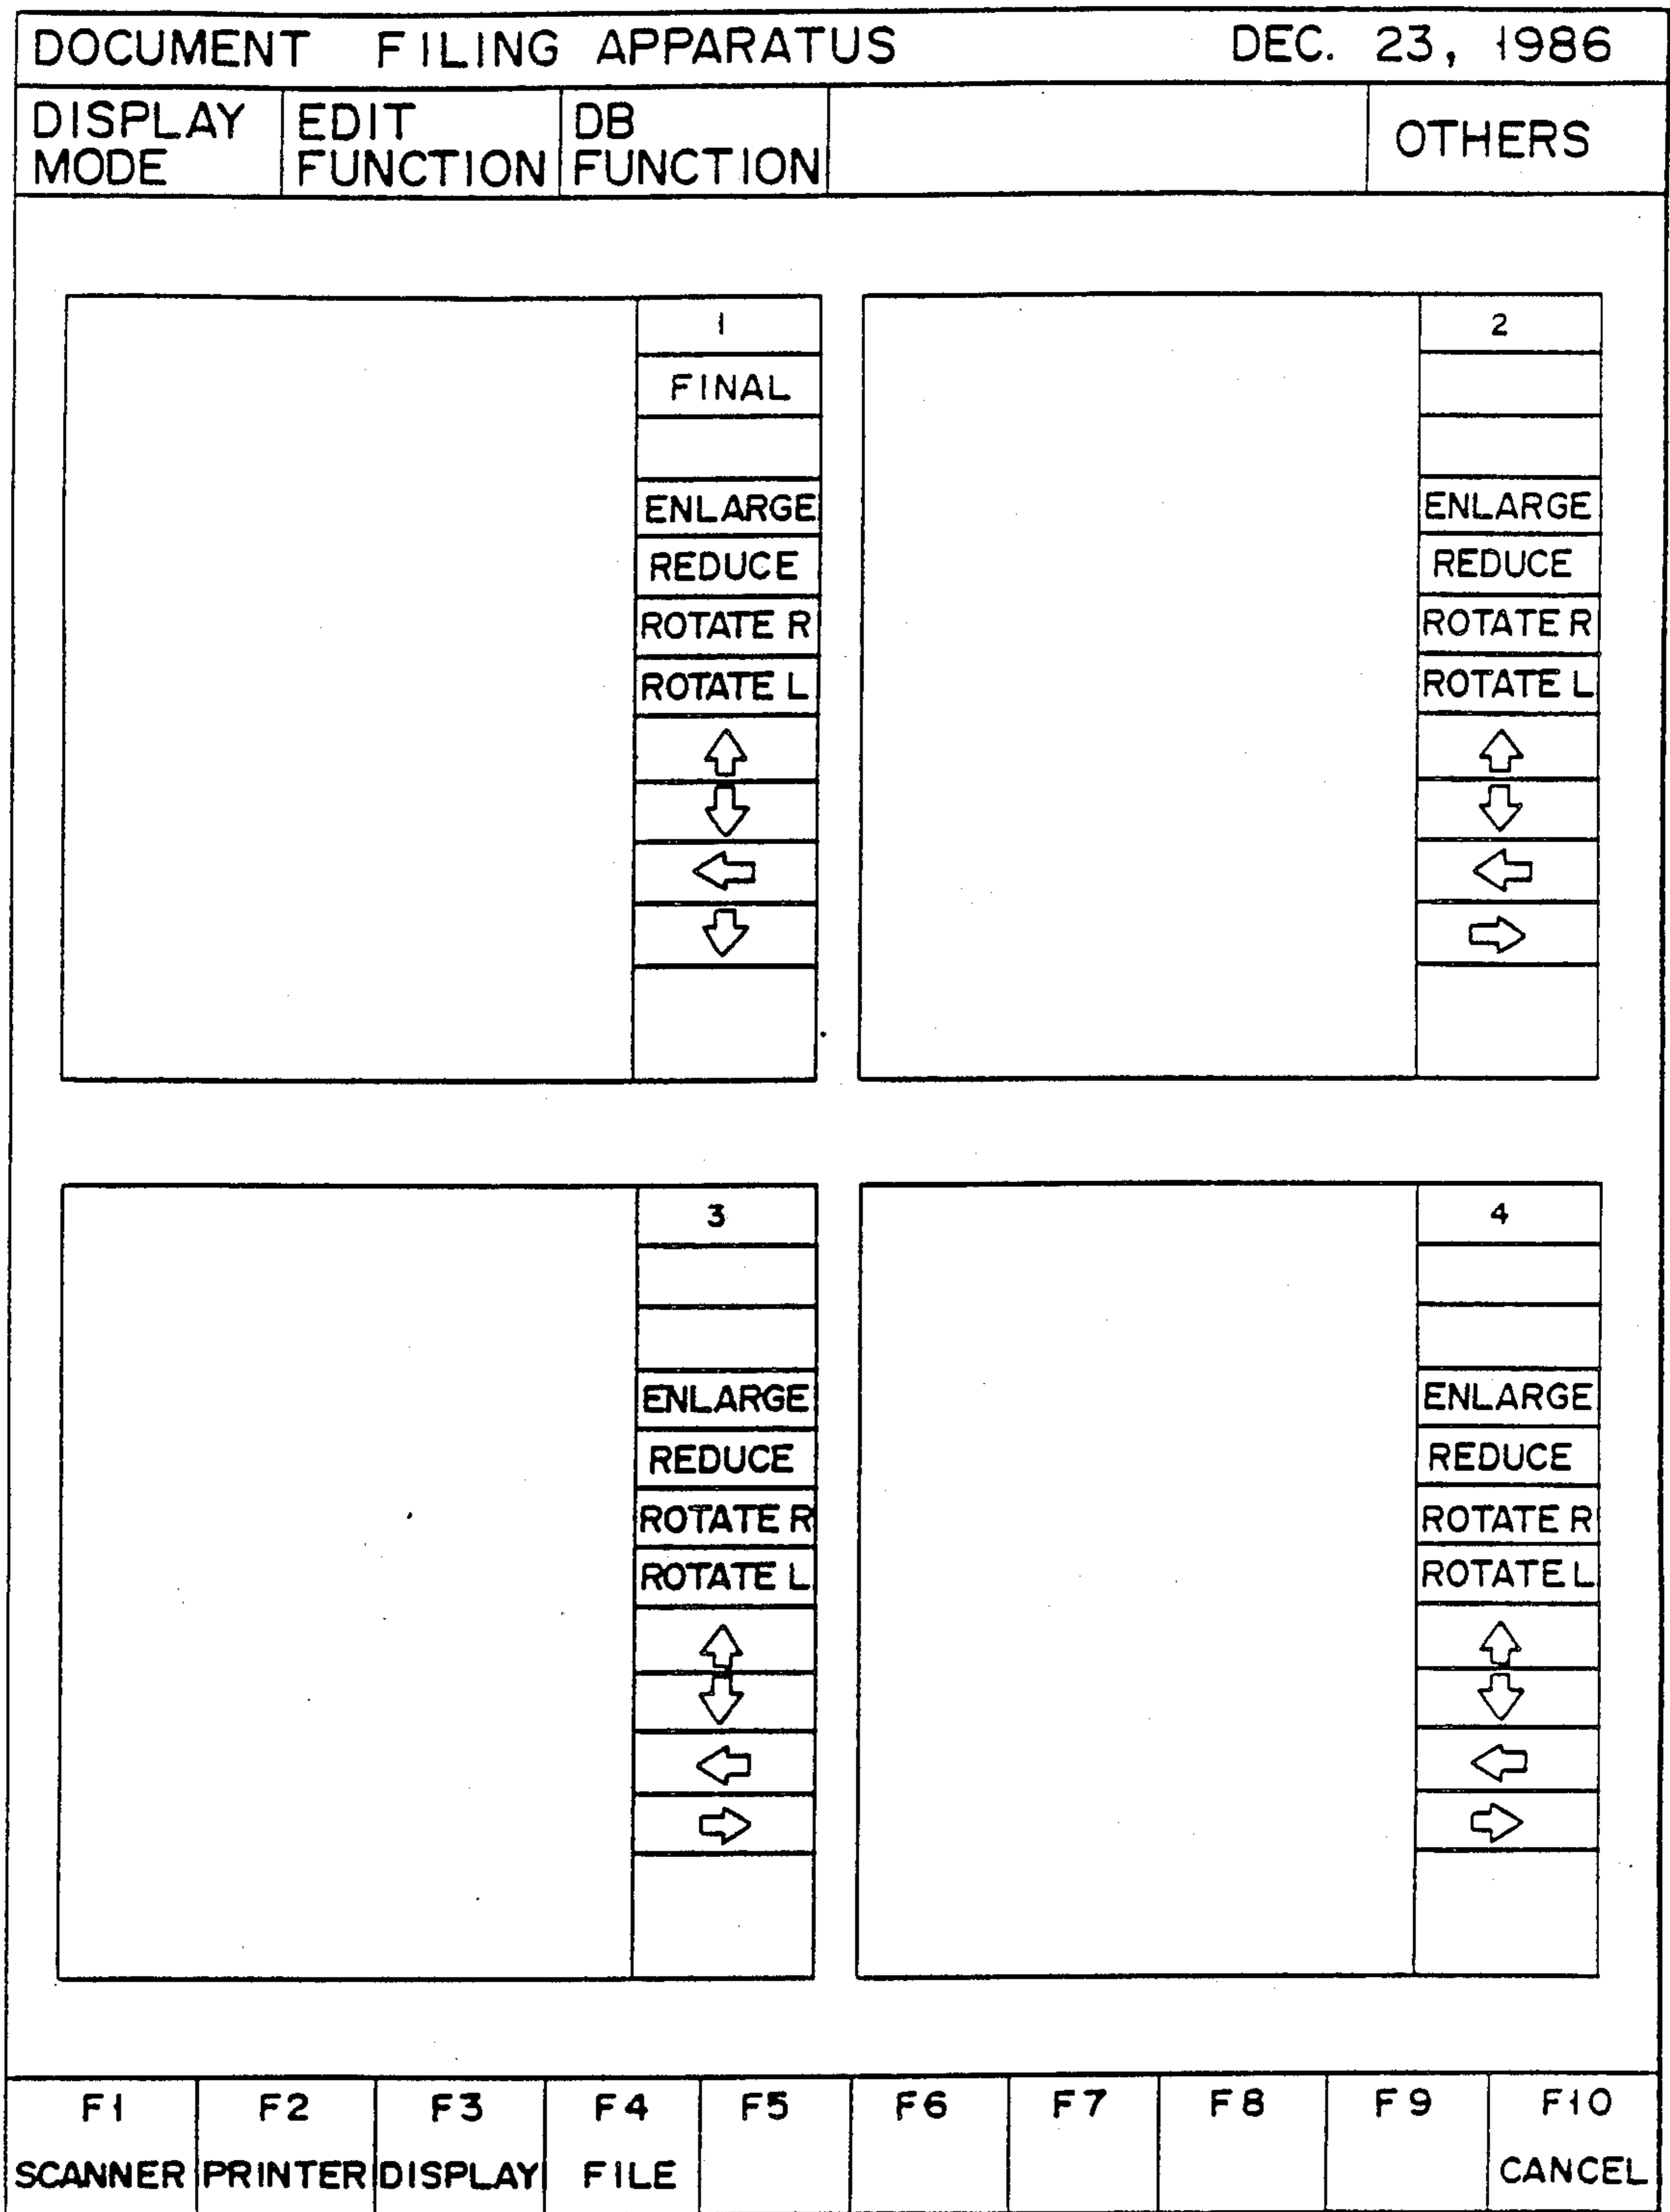 DOCUMENT FILING APPARATUS DEC. 23, 1986
DISPLAY MODE
EDIT FUNCTION
DB FUNCTION
OTHERS
1
FINAL
ENLARGE
REDUCE
ROTATE R
ROTATE L
2
ENLARGE
REDUCE
ROTATE R
ROTATE L
3
ENLARGE
REDUCE
ROTATE R
ROTATE L
4
ENLARGE
REDUCE
ROTATE R
ROTATE L
F1 F2 F3 F4 F5 F6 F7 F8 F9 F10
SCANNER PRINTER DISPLAY FILE CANCEL